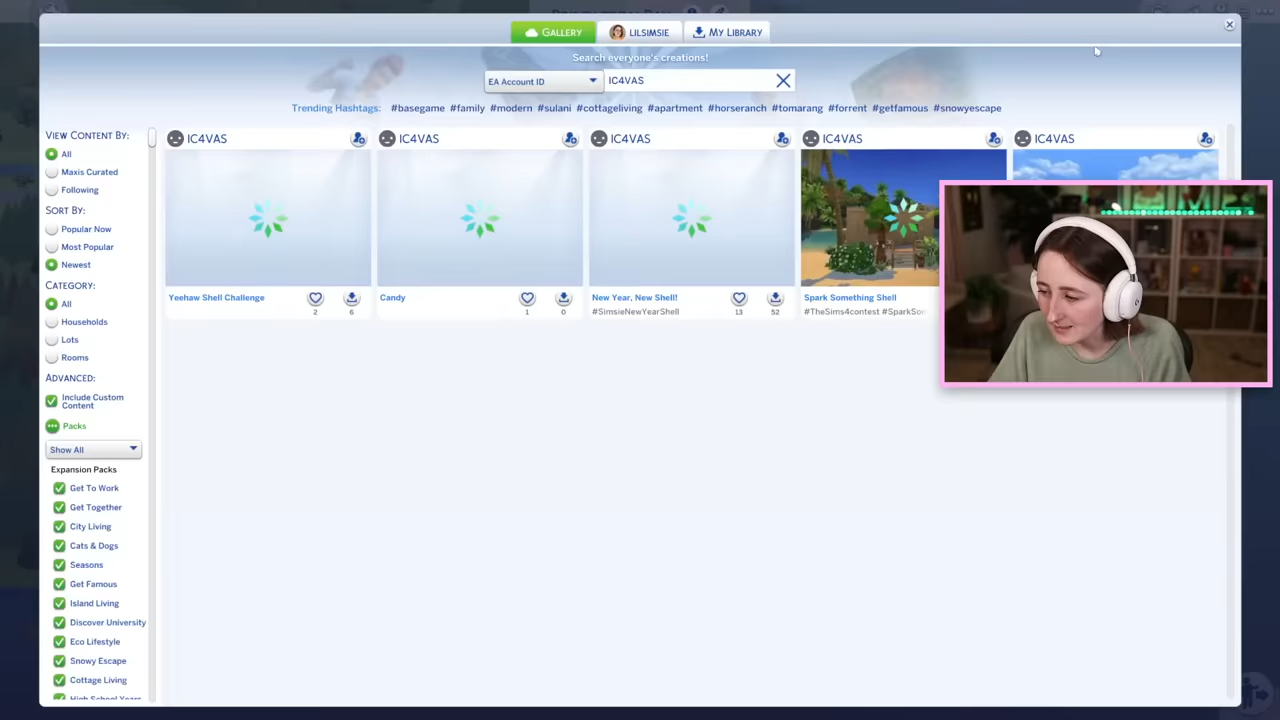 GALLERY
LILSIMSIE
MY LIBRARY
Search everyone's creations!
EA Account ID
IC4VAS
Trending Hashtags: #basegame #family #modern #sulani #cottageliving #apartment #horseranch #tomarang #forrent #getfamous #snowyescape
VIEW CONTENT BY:
All
Maxis Curated
Following
SORT BY:
Popular Now
Most Popular
Newest
CATEGORY:
All
Households
Lots
Rooms
ADVANCED:
Include Custom
Content
Packs
Show All
Expansion Packs
Get To Work
Get Together
City Living
Cats & Dogs
Seasons
Get Famous
Island Living
Discover University
Eco Lifestyle
Snowy Escape
Cottage Living
High School Years
IC4VAS
Yeehaw Shell Challenge
2
6
IC4VAS
Candy
1
0
IC4VAS
New Year, New Shell!
#SimsieNewYearShell
13
52
IC4VAS
Spark Something Shell
#TheSims4contest #SparkSom
IC4VAS